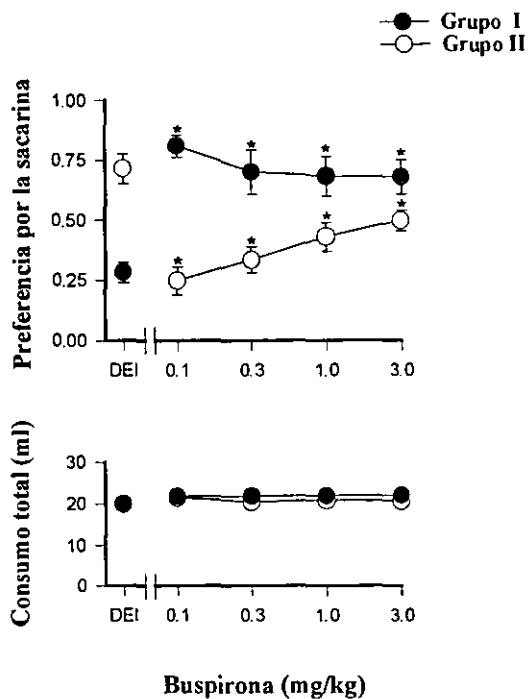 Grupo I
Grupo II
Preferencia por la sacarina
1.00
0.75
0.50
0.25
0.00
* * * *
* * * *
DEI 0.1 0.3 1.0 3.0
Consumo total (ml)
30
20
10
0
DEI 0.1 0.3 1.0 3.0
Buspirona (mg/kg)